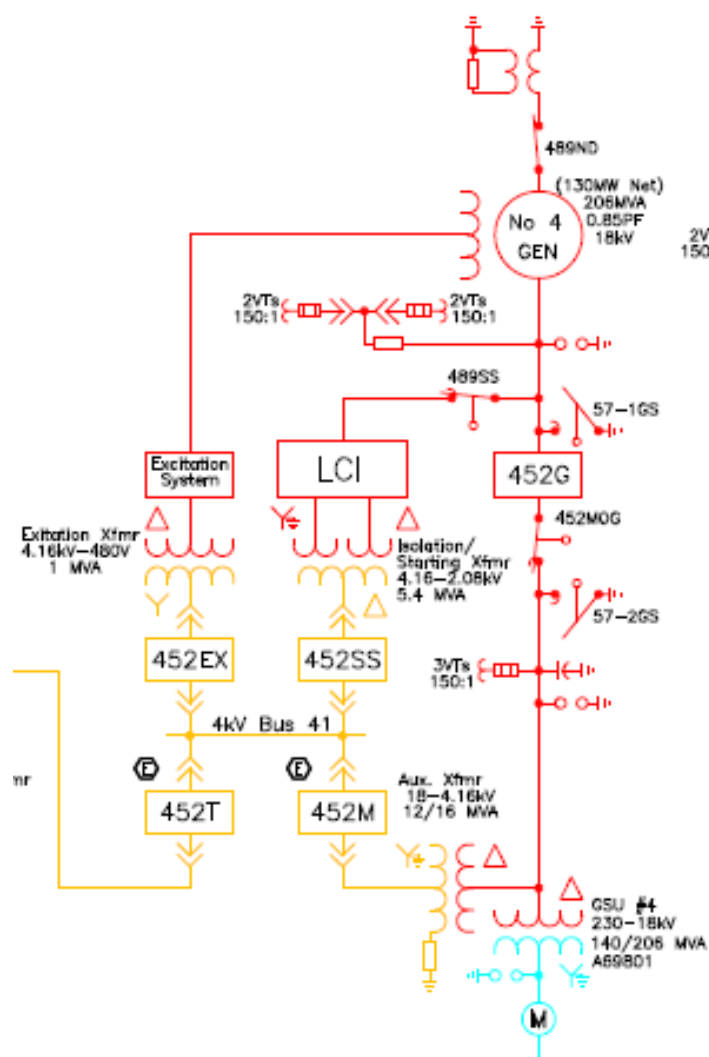 489ND
(130MW Net)
206MVA
0.85PF
18kV
No 4
GEN
2V
150
2VTs
150:1
2VTs
150:1
489SS
57-1GS
Excitation
System
LCI
452G
452MOG
Exitation Xfmr
4.16kV-480V
1 MVA
Isolation/
Starting Xfmr
4.16-2.08kV
5.4 MVA
57-2GS
452EX
452SS
3VTs
150:1
4kV Bus 41
E
E
mr
Aux. Xfmr
18-4.16kV
12/16 MVA
452T
452M
GSU #4
230-18kV
140/206 MVA
A69801
M